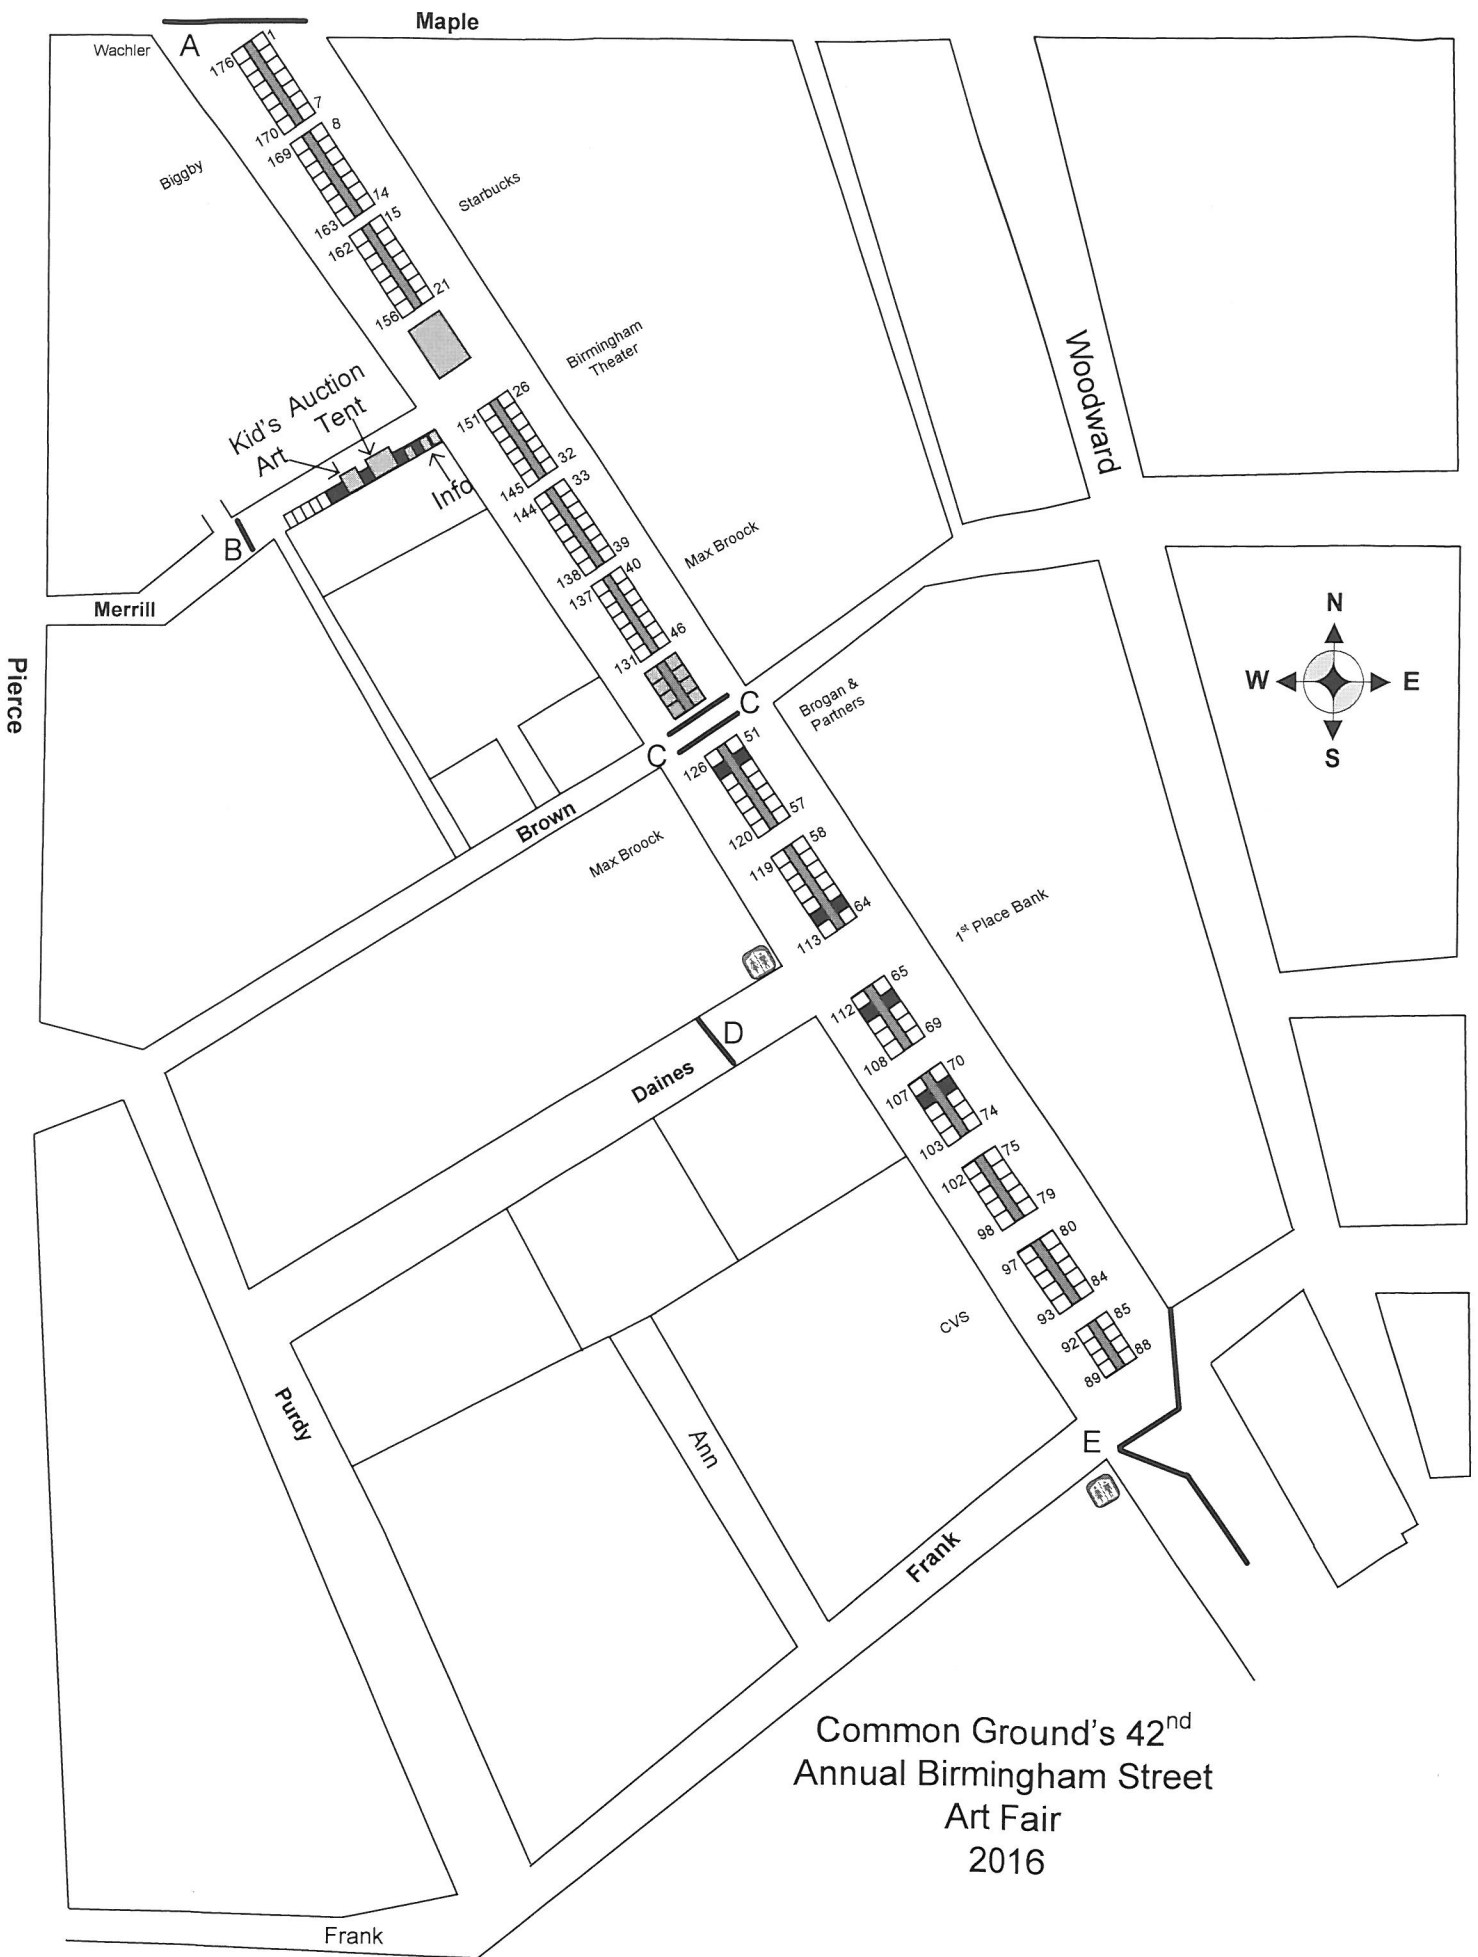 Maple
Wachler
A
1
176
7
170
8
169
Biggby
14
Starbucks
163
15
162
21
156
Birmingham
Theater
Woodward
Kid's
Art
Auction
Tent
26
151
Info
32
145
33
144
B
Max Broock
39
138
40
137
Merrill
N
W
E
S
46
131
Pierce
C
C
Brogan &
Partners
51
126
57
120
Brown
Max Broock
58
119
64
113
1st Place Bank
65
112
D
69
108
Daines
70
107
74
103
75
102
79
98
80
97
84
93
CVS
85
92
88
89
Purdy
Ann
E
Frank
Common Ground's 42nd
Annual Birmingham Street
Art Fair
2016
Frank